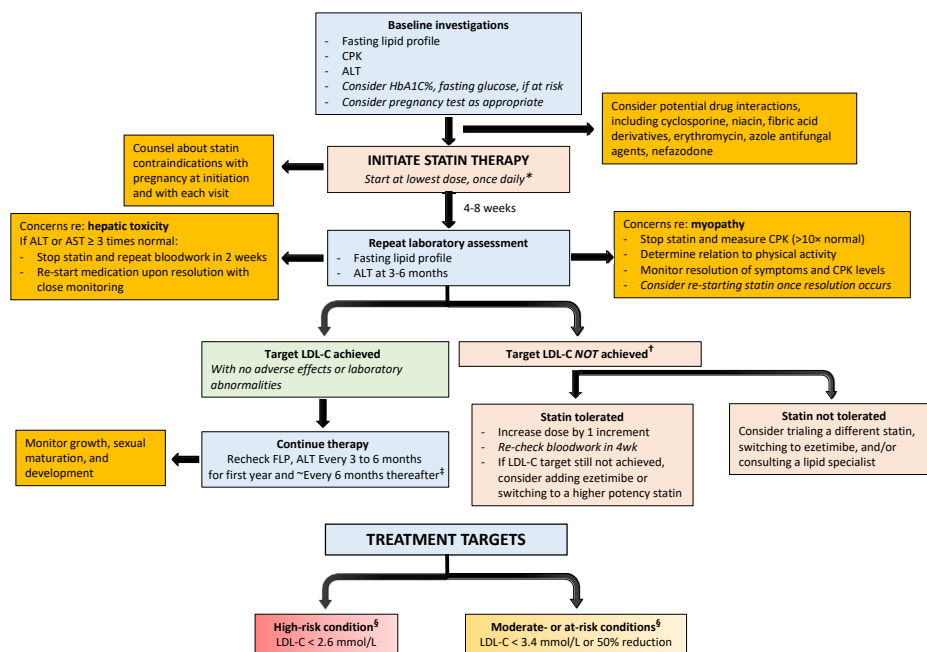 Baseline investigations
- Fasting lipid profile
- CPK
- ALT
- Consider HbA1C%, fasting glucose, if at risk
- Consider pregnancy test as appropriate
Consider potential drug interactions,
including cyclosporine, niacin, fibric acid
derivatives, erythromycin, azole antifungal
agents, nefazodone
Counsel about statin
contraindications with
pregnancy at initiation
and with each visit
INITIATE STATIN THERAPY
Start at lowest dose, once daily*
4-8 weeks
Concerns re: hepatic toxicity
If ALT or AST ≥ 3 times normal:
- Stop statin and repeat bloodwork in 2 weeks
- Re-start medication upon resolution with
close monitoring
Repeat laboratory assessment
- Fasting lipid profile
- ALT at 3-6 months
Concerns re: myopathy
- Stop statin and measure CPK (>10× normal)
- Determine relation to physical activity
- Monitor resolution of symptoms and CPK levels
- Consider re-starting statin once resolution occurs
Target LDL-C achieved
With no adverse effects or laboratory
abnormalities
Target LDL-C NOT achieved†
Statin tolerated
- Increase dose by 1 increment
- Re-check bloodwork in 4wk
- If LDL-C target still not achieved,
consider adding ezetimibe or
switching to a higher potency statin
Statin not tolerated
Consider trialing a different statin,
switching to ezetimibe, and/or
consulting a lipid specialist
Monitor growth, sexual
maturation, and
development
Continue therapy
Recheck FLP, ALT Every 3 to 6 months
for first year and ~Every 6 months thereafter‡
TREATMENT TARGETS
High-risk condition§
LDL-C < 2.6 mmol/L
Moderate- or at-risk conditions§
LDL-C < 3.4 mmol/L or 50% reduction